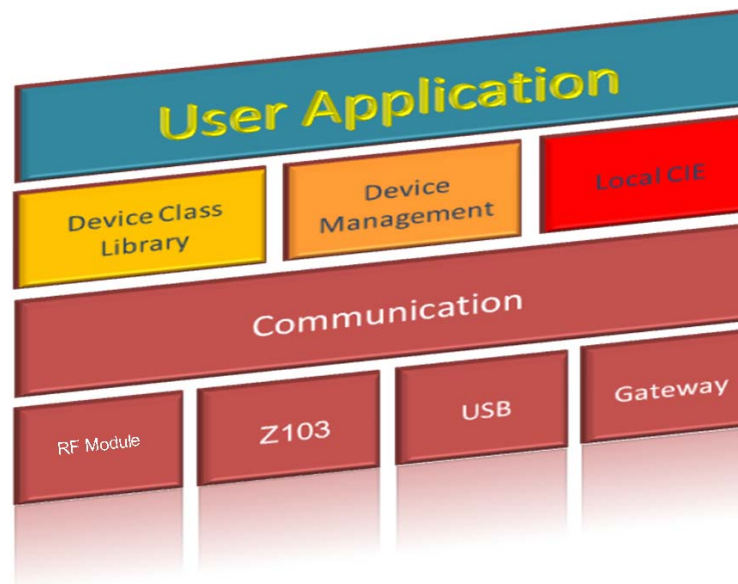 User Application
Device Class
Library
Device
Management
Local CIE
Communication
RF Module
Z103
USB
Gateway